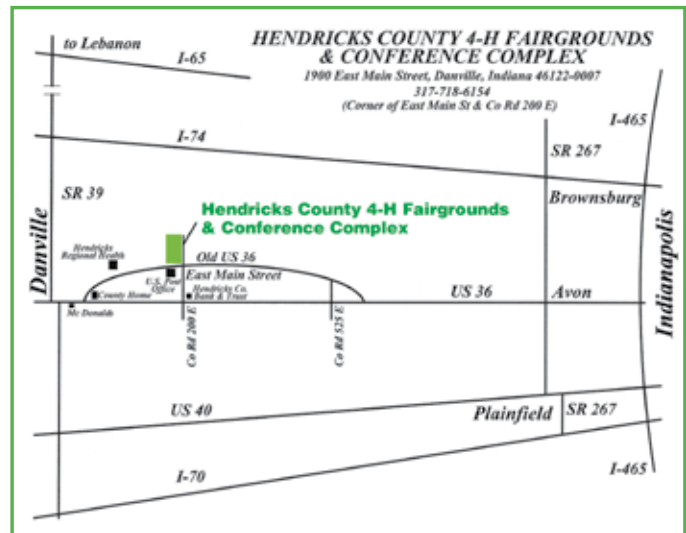 to Lebanon
I-65
HENDRICKS COUNTY 4-H FAIRGROUNDS
& CONFERENCE COMPLEX
1900 East Main Street, Danville, Indiana 46122-0007
317-718-6154
(Corner of East Main St & Co Rd 200 E)
I-465
I-74
SR 267
SR 39
Brownsburg
Hendricks County 4-H Fairgrounds
& Conference Complex
Danville
Hendricks
Regional Health
Old US 36
U.S. Post
Office
East Main Street
County Home
Hendricks Co.
Bank & Trust
US 36
Avon
Indianapolis
Mc Donalds
Co Rd 200 E
Co Rd 525 E
US 40
Plainfield
SR 267
I-70
I-465